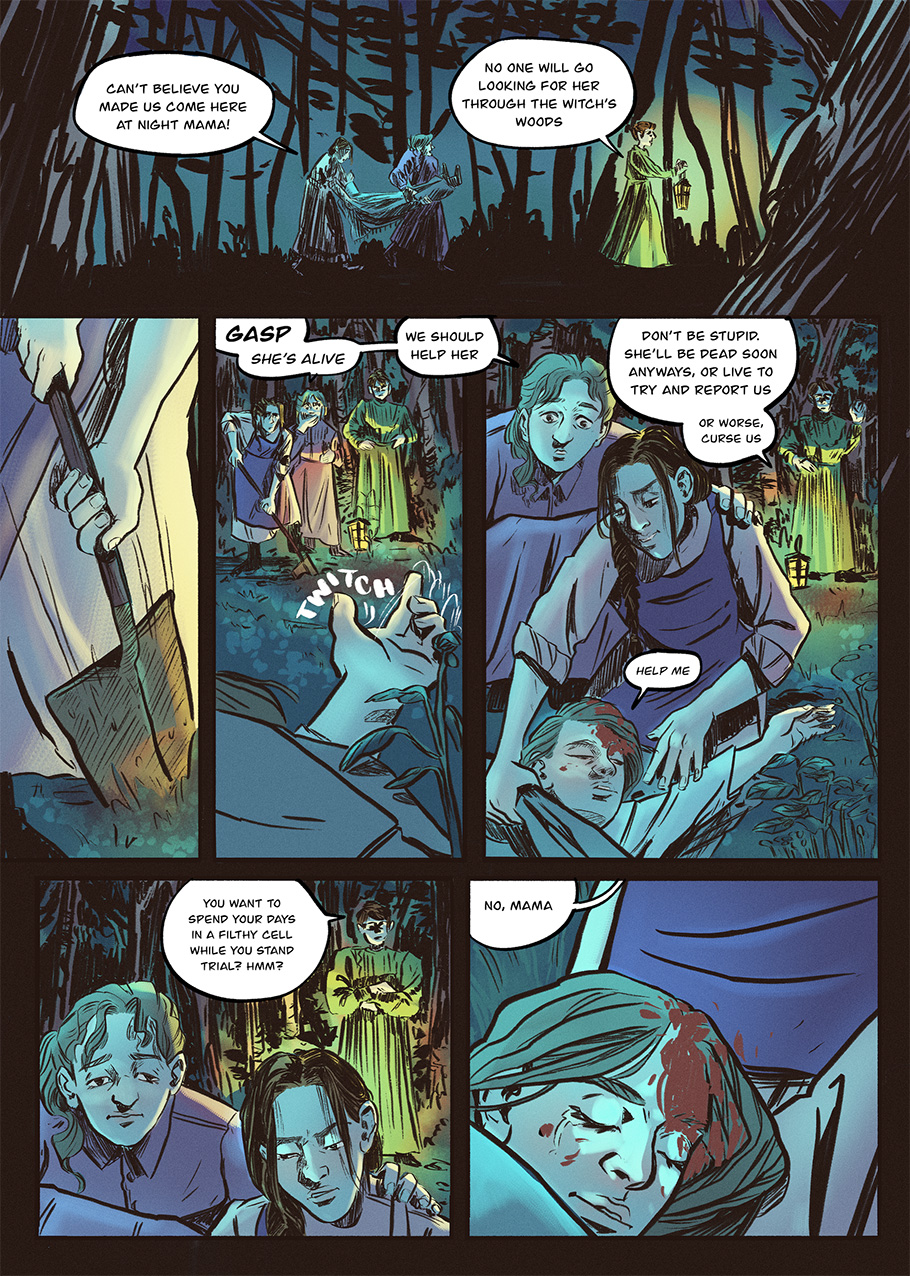 CAN'T BELIEVE YOU
MADE US COME HERE
AT NIGHT MAMA!
NO ONE WILL GO
LOOKING FOR HER
THROUGH THE WITCH'S
WOODS
GASP
SHE'S ALIVE
WE SHOULD
HELP HER
TWITCH
DON'T BE STUPID.
SHE'LL BE DEAD SOON
ANYWAYS, OR LIVE TO
TRY AND REPORT US
OR WORSE,
CURSE US
HELP ME
YOU WANT TO
SPEND YOUR DAYS
IN A FILTHY CELL
WHILE YOU STAND
TRIAL? HMM?
NO, MAMA